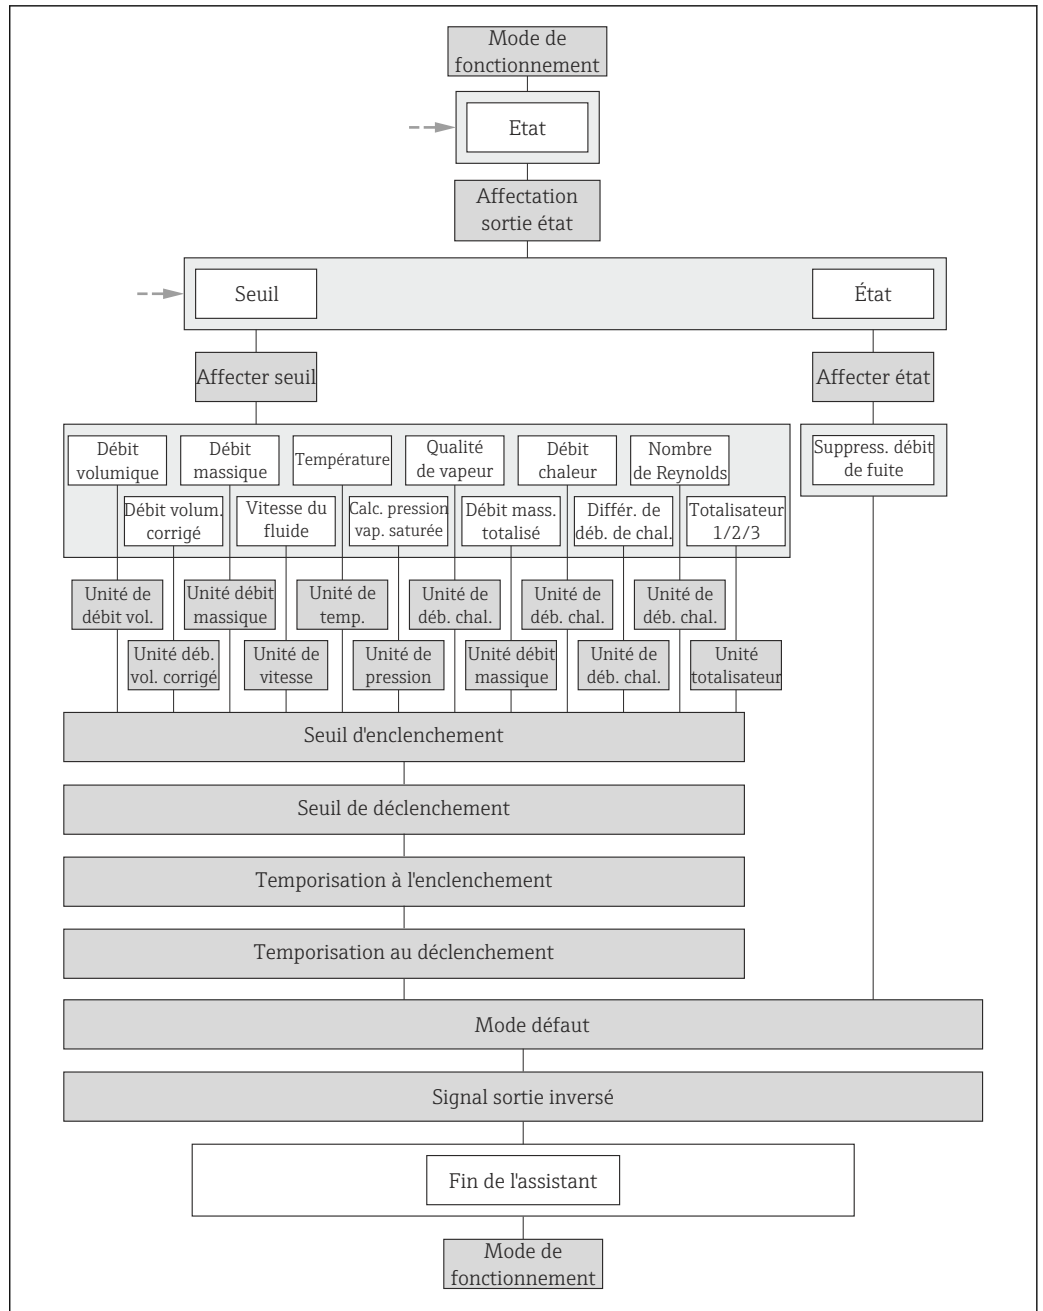 Mode de
fonctionnement
Etat
Affectation
sortie état
Seuil
État
Affecter seuil
Affecter état
Débit
volumique
Débit
massique
Température
Qualité
de vapeur
Débit
chaleur
Nombre
de Reynolds
Suppress. débit
de fuite
Débit volum.
corrigé
Vitesse du
fluide
Calc. pression
vap. saturée
Débit mass.
totalisé
Différ. de
déb. de chal.
Totalisateur
1/2/3
Unité de
débit vol.
Unité débit
massique
Unité de
temp.
Unité de
déb. chal.
Unité de
déb. chal.
Unité de
déb. chal.
Unité déb.
vol. corrigé
Unité de
vitesse
Unité de
pression
Unité débit
massique
Unité de
déb. chal.
Unité
totalisateur
Seuil d'enclenchement
Seuil de déclenchement
Temporisation à l'enclenchement
Temporisation au déclenchement
Mode défaut
Signal sortie inversé
Fin de l'assistant
Mode de
fonctionnement